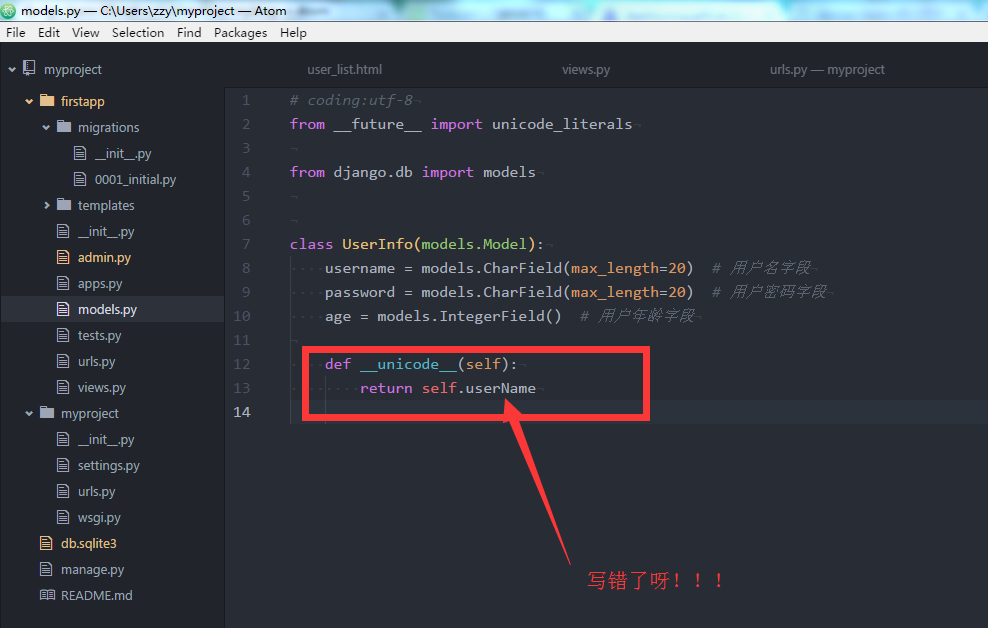 models.py — C:\Users\zzy\myproject — Atom
File Edit View Selection Find Packages Help
myproject
firstapp
migrations
__init__.py
0001_initial.py
templates
__init__.py
admin.py
apps.py
models.py
tests.py
urls.py
views.py
myproject
__init__.py
settings.py
urls.py
wsgi.py
db.sqlite3
manage.py
README.md
user_list.html views.py urls.py — myproject
1 # coding:utf-8
2 from __future__ import unicode_literals
3
4 from django.db import models
5
6
7 class UserInfo(models.Model):
8 username = models.CharField(max_length=20) # 用户名字段
9 password = models.CharField(max_length=20) # 用户密码字段
10 age = models.IntegerField() # 用户年龄字段
11
12 def __unicode__(self):
13 return self.userName
14
写错了呀！！！